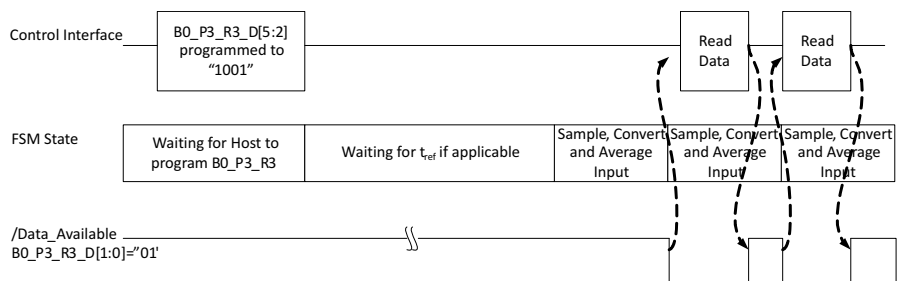 Control Interface
B0_P3_R3_D[5:2]
programmed to
“1001”
Read
Data
Read
Data
FSM State
Waiting for Host to
program B0_P3_R3
Waiting for tref if applicable
Sample, Convert
and Average
Input
Sample, Convert
and Average
Input
Sample, Convert
and Average
Input
/Data_Available
B0_P3_R3_D[1:0]=”01'